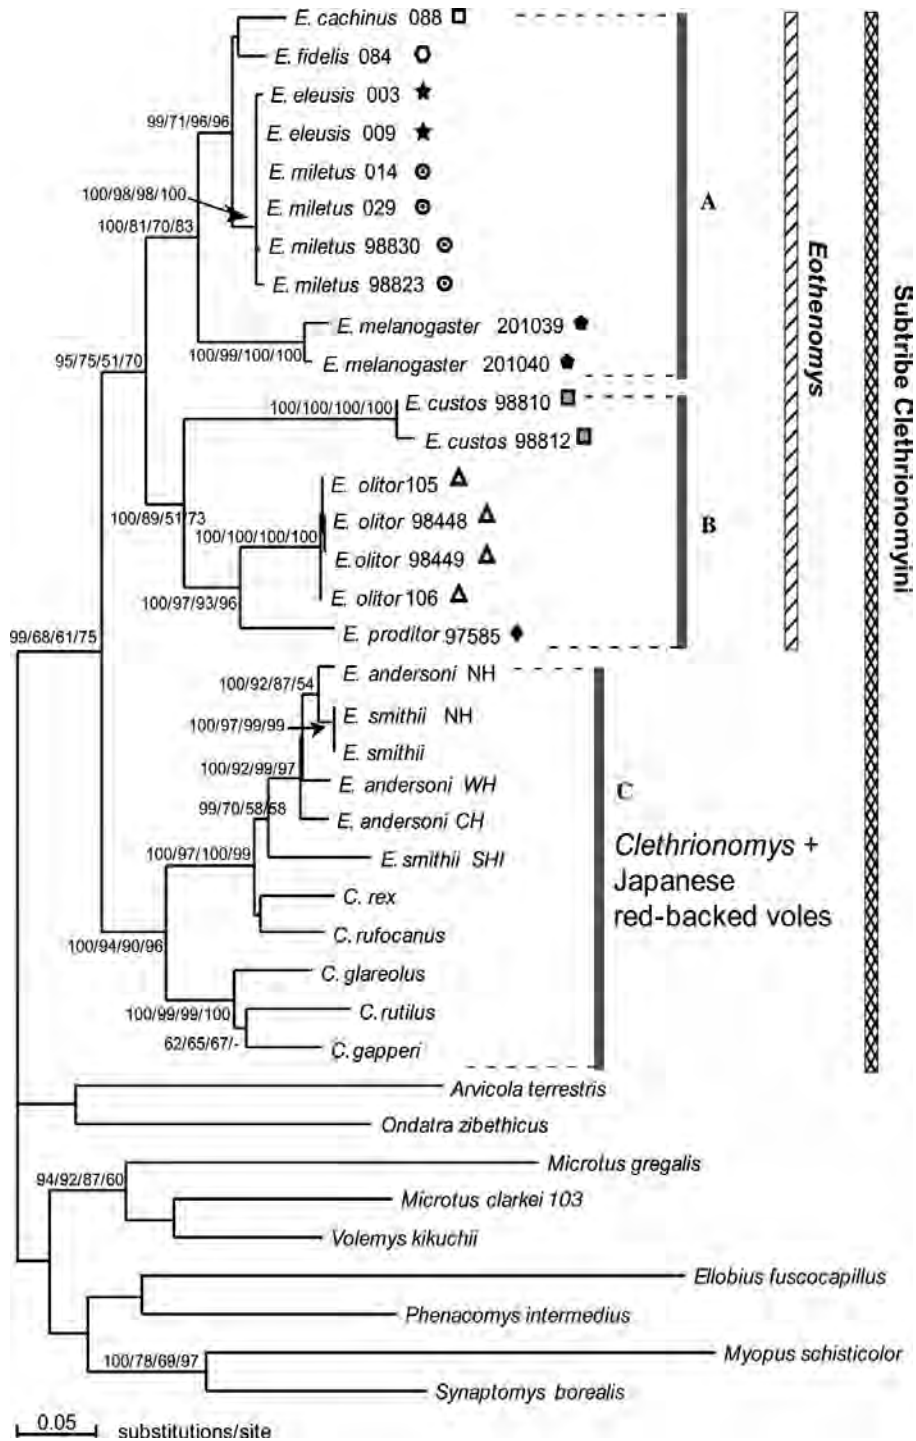 E. cachinus 088
E. fidelis 084
E. eleusis 003
99/71/96/96
E. eleusis 009
E. miletus 014
100/98/98/100
E. miletus 029
A
100/81/70/83
E. miletus 98830
E. miletus 98823
Eothenomys
Subtribe Clethrionomyini
E. melanogaster 201039
100/99/100/100
E. melanogaster 201040
95/75/51/70
E. custos 98810
100/100/100/100
E. custos 98812
E. olitor 105
100/89/51/73
E. olitor 98448
B
100/100/100/100
E. olitor 98449
E. olitor 106
100/97/93/96
E. proditor 97585
99/68/61/75
E. andersoni NH
100/92/87/54
E. smithii NH
100/97/99/99
E. smithii
100/92/99/97
E. andersoni WH
C
99/70/58/58
E. andersoni CH
Clethrionomys +
Japanese
red-backed voles
E. smithii SHI
100/97/100/99
C. rex
C. rufocanus
100/94/90/96
C. glareolus
100/99/99/100
C. rutilus
62/65/67/-
C. gapperi
Arvicola terrestris
Ondatra zibethicus
Microtus gregalis
94/92/87/60
Microtus clarkei 103
Volemys kikuchii
Ellobius fuscocapillus
Phenacomys intermedius
Myopus schisticolor
100/78/69/97
Synaptomys borealis
0.05
substitutions/site